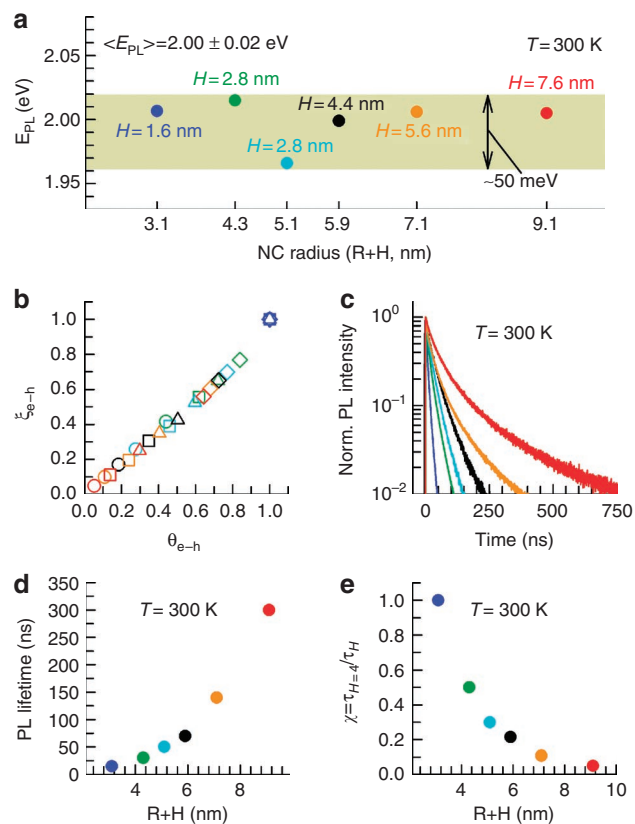 a
<E_PL>=2.00 ± 0.02 eV
T= 300 K
2.05
2.00
1.95
E_PL (eV)
H=1.6 nm
H=2.8 nm
H=2.8 nm
H=4.4 nm
H=5.6 nm
H=7.6 nm
~50 meV
3.1 4.3 5.1 5.9 7.1 9.1
NC radius (R+H, nm)
b
1.0
0.8
0.6
0.4
0.2
0.0
ξe–h
0.0 0.2 0.4 0.6 0.8 1.0
θe–h
c
T= 300 K
10⁰
10⁻¹
10⁻²
Norm. PL intensity
0 250 500 750
Time (ns)
d
T= 300 K
350
300
250
200
150
100
50
0
PL lifetime (ns)
4 6 8
R+H (nm)
e
T= 300 K
1.0
0.8
0.6
0.4
0.2
0.0
χ=τH=4/τH
4 6 8 10
R+H (nm)